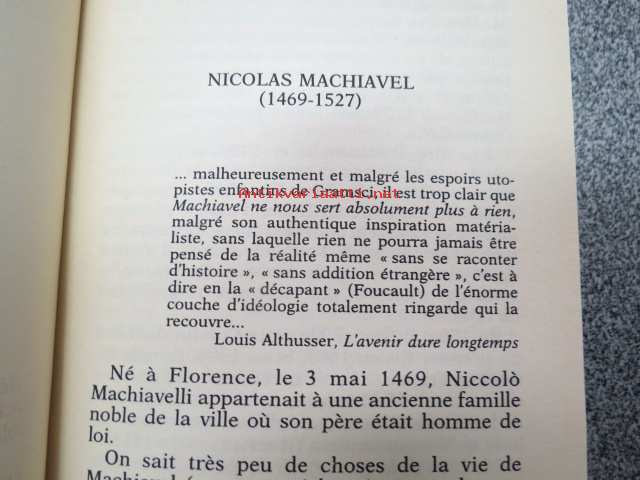 NICOLAS MACHIAVEL
(1469-1527)
... malheureusement et malgré les espoirs uto-
pistes enfantins de Gramsci, il est trop clair que
Machiavel ne nous sert absolument plus à rien,
malgré son authentique inspiration matéria-
liste, sans laquelle rien ne pourra jamais être
pensé de la réalité même « sans se raconter
d'histoire », « sans addition étrangère », c'est à
dire en la « décapant » (Foucault) de l'énorme
couche d'idéologie totalement ringarde qui la
recouvre...
Louis Althusser, L'avenir dure longtemps
Né à Florence, le 3 mai 1469, Niccolò
Machiavelli appartenait à une ancienne famille
noble de la ville où son père était homme de
loi.
On sait très peu de choses de la vie de